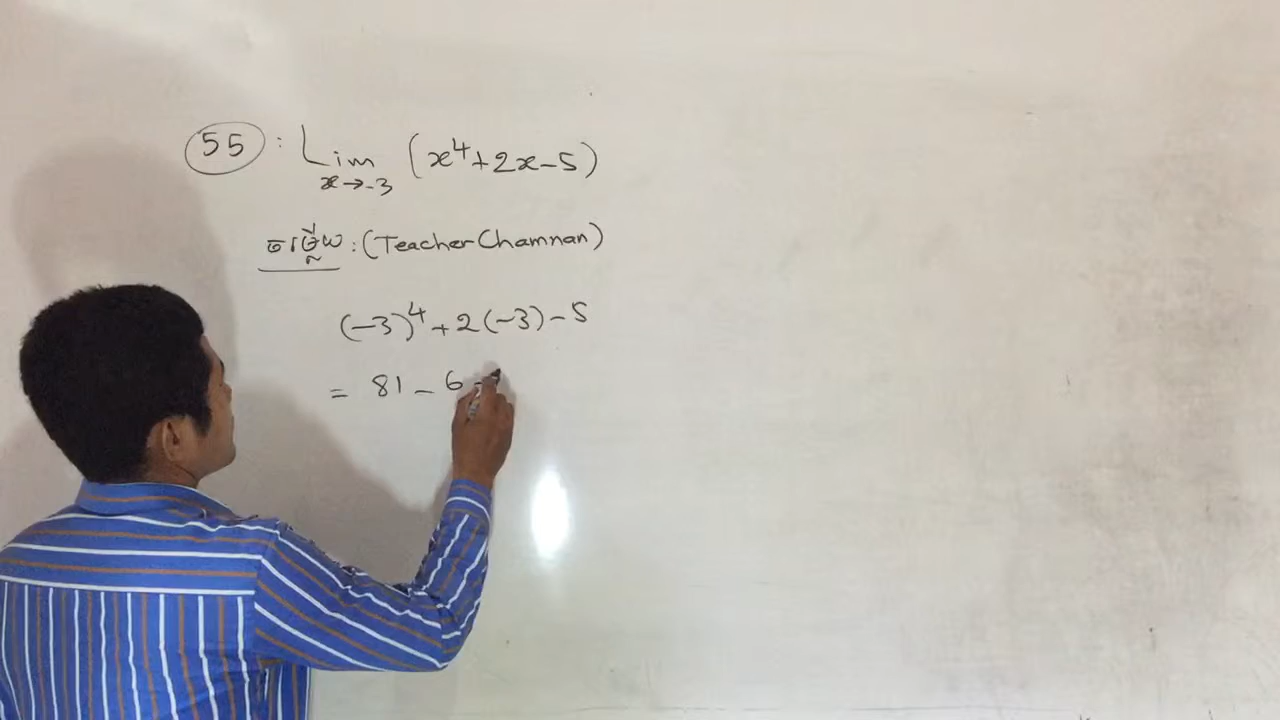 55 : Lim (x⁴+2x-5)
x→-3
ចម្លើយ : (Teacher Chamnan)
(-3)⁴ + 2(-3) - 5
= 81 - 6 -